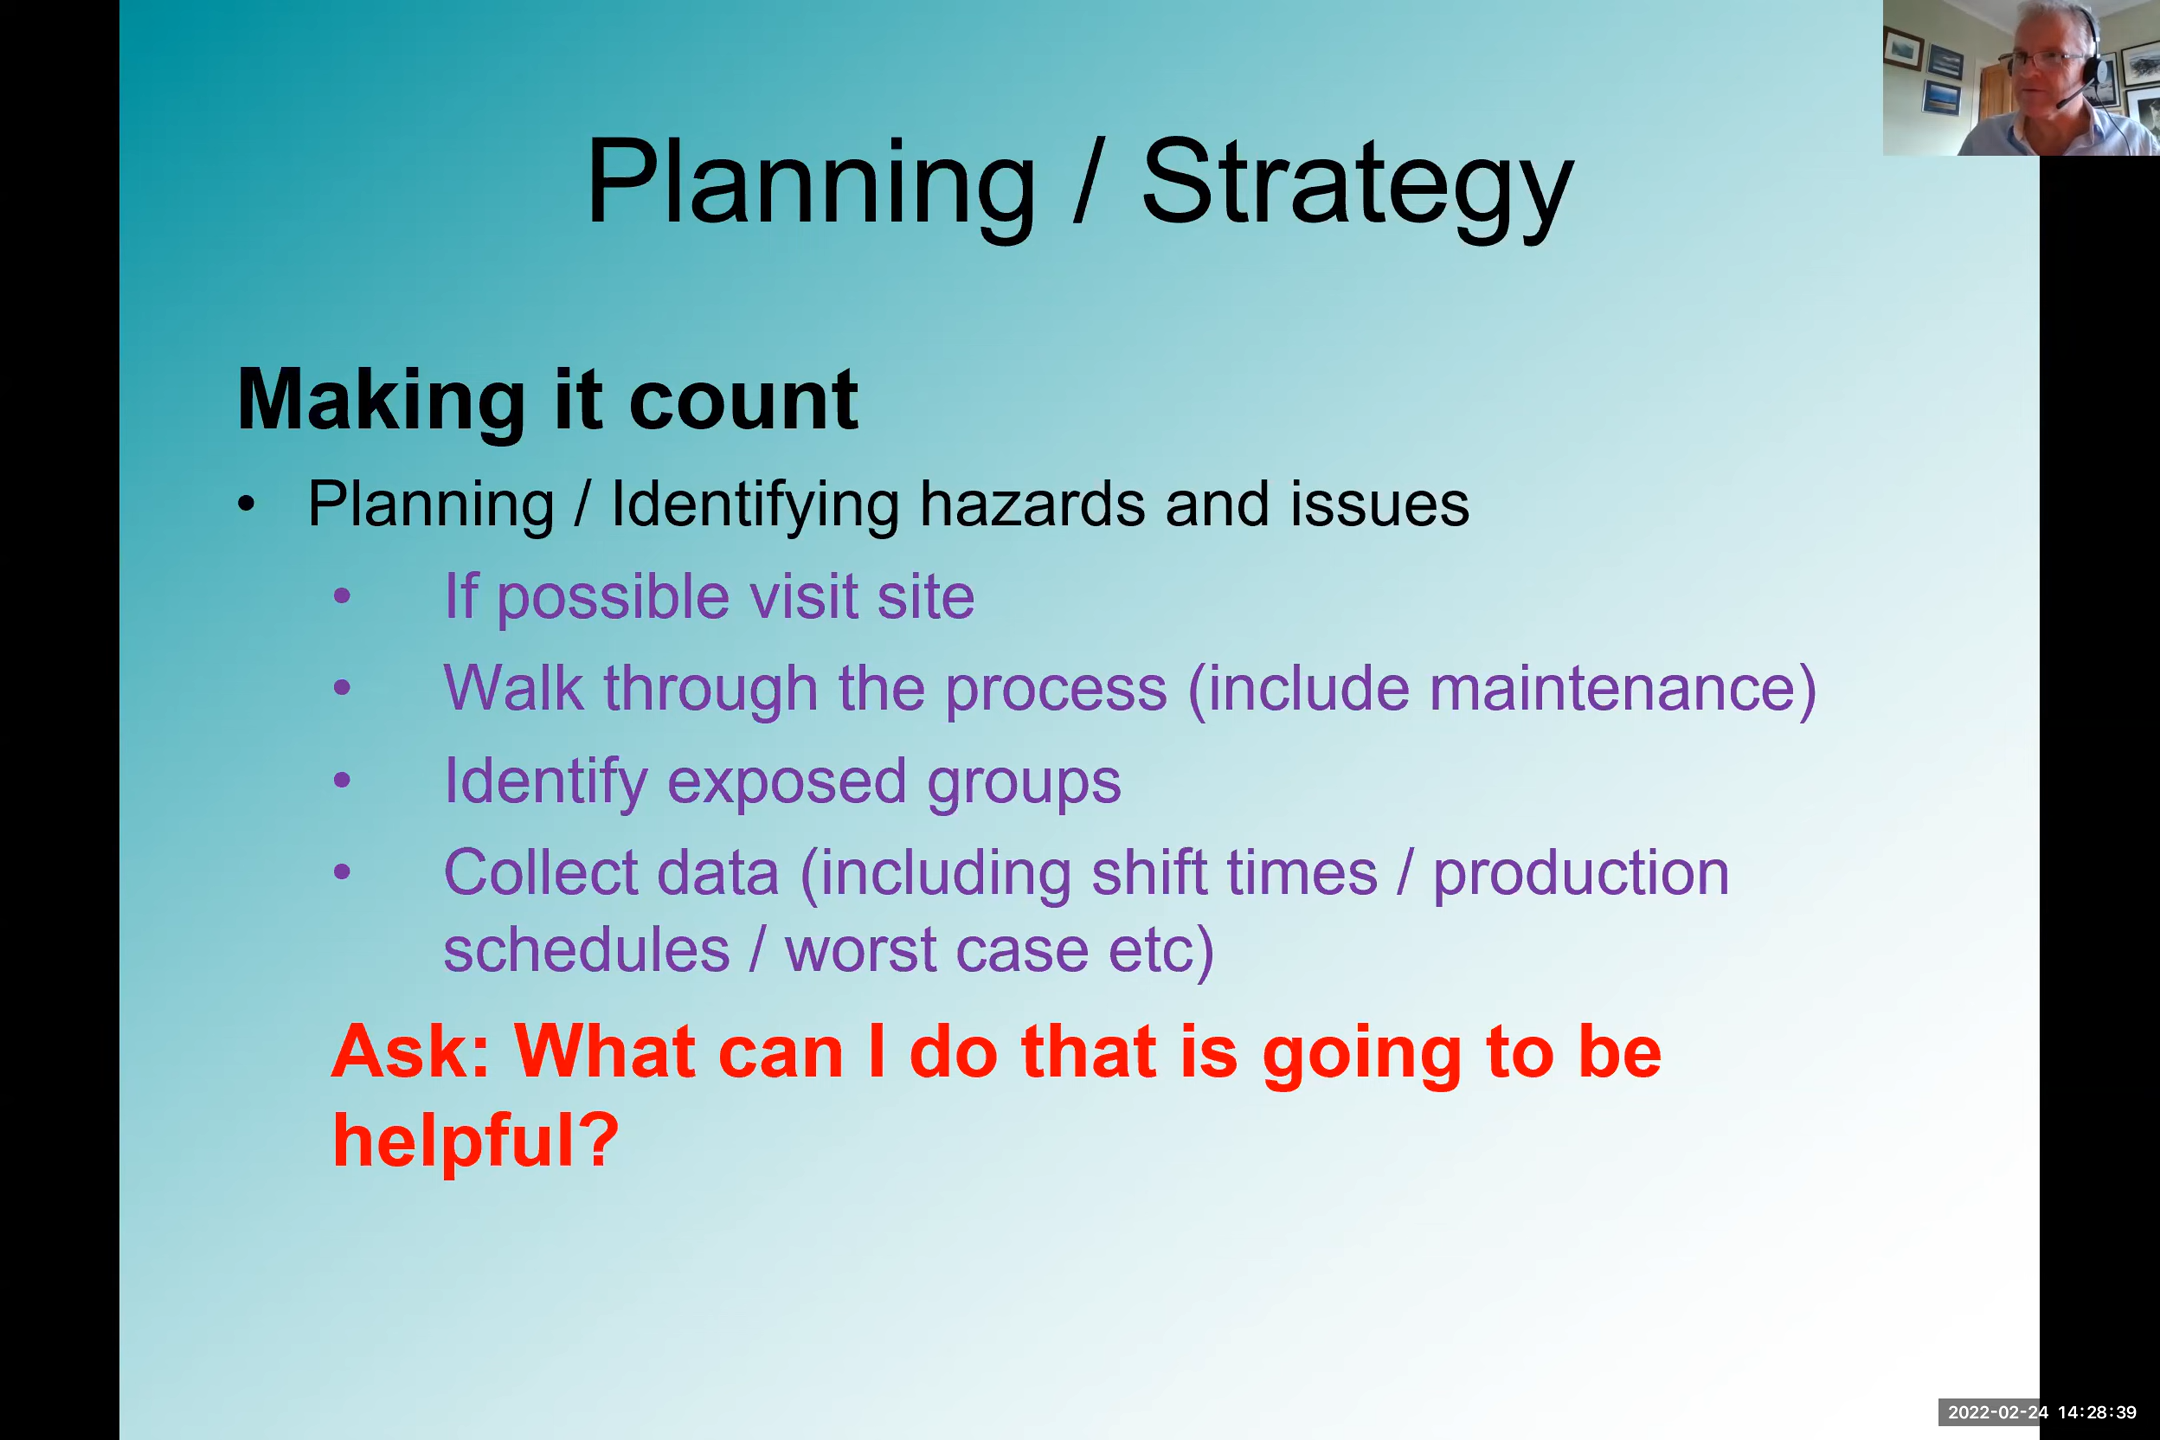 Planning / Strategy
Making it count
• Planning / Identifying hazards and issues
• If possible visit site
• Walk through the process (include maintenance)
• Identify exposed groups
• Collect data (including shift times / production
schedules / worst case etc)
Ask: What can I do that is going to be
helpful?
2022-02-24 14:28:39